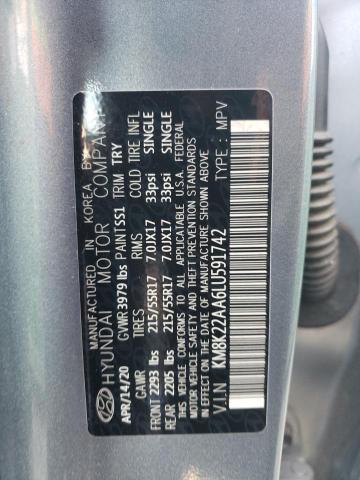 MANUFACTURED IN KOREA BY
HYUNDAI MOTOR COMPANY
APR/14/20 GVWR 3979 lbs PAINT SS1 TRIM TRY
GAWR RIMS COLD TIRE INFL
FRONT 2293 lbs 215/55R17 7.0JX17 33psi SINGLE
REAR 2205 lbs 215/55R17 7.0JX17 33psi SINGLE
THIS VEHICLE CONFORMS TO ALL APPLICABLE U.S.A. FEDERAL
MOTOR VEHICLE SAFETY, BUMPER, AND THEFT PREVENTION
STANDARDS IN EFFECT ON THE DATE OF MANUFACTURE SHOWN ABOVE
V.I.N KM8K22AA6LU591742 TYPE : MPV